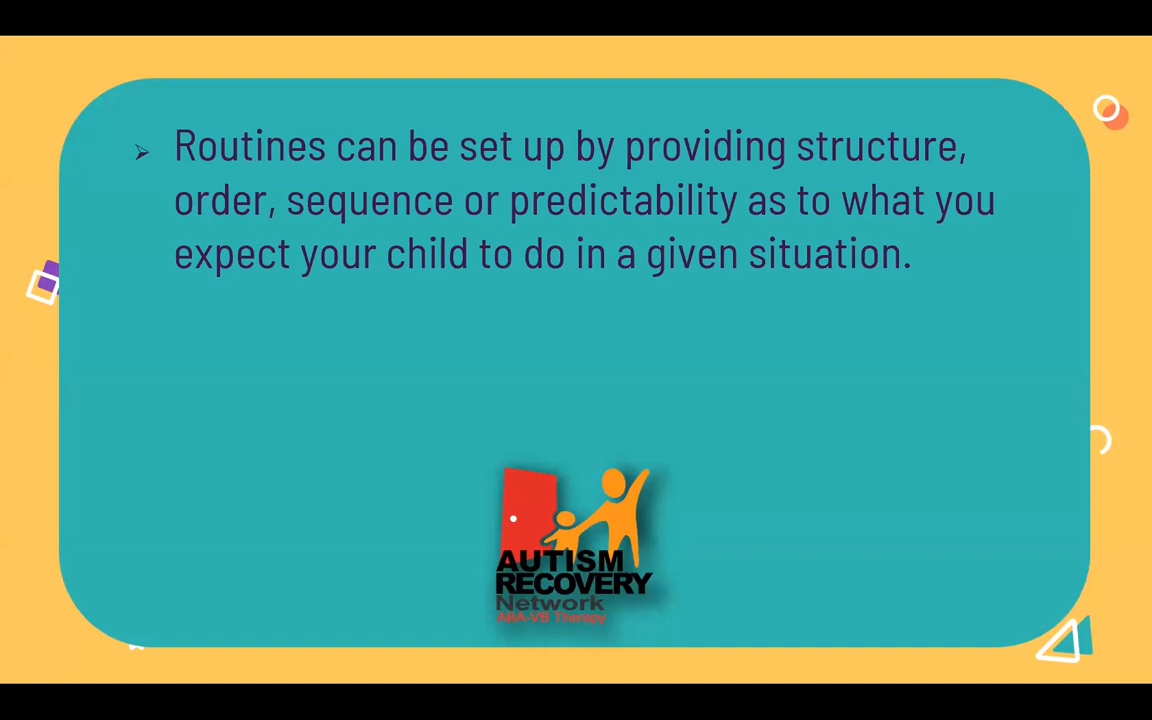 Routines can be set up by providing structure,
order, sequence or predictability as to what you
expect your child to do in a given situation.
AUTISM
RECOVERY
Network
ABA-VB Therapy